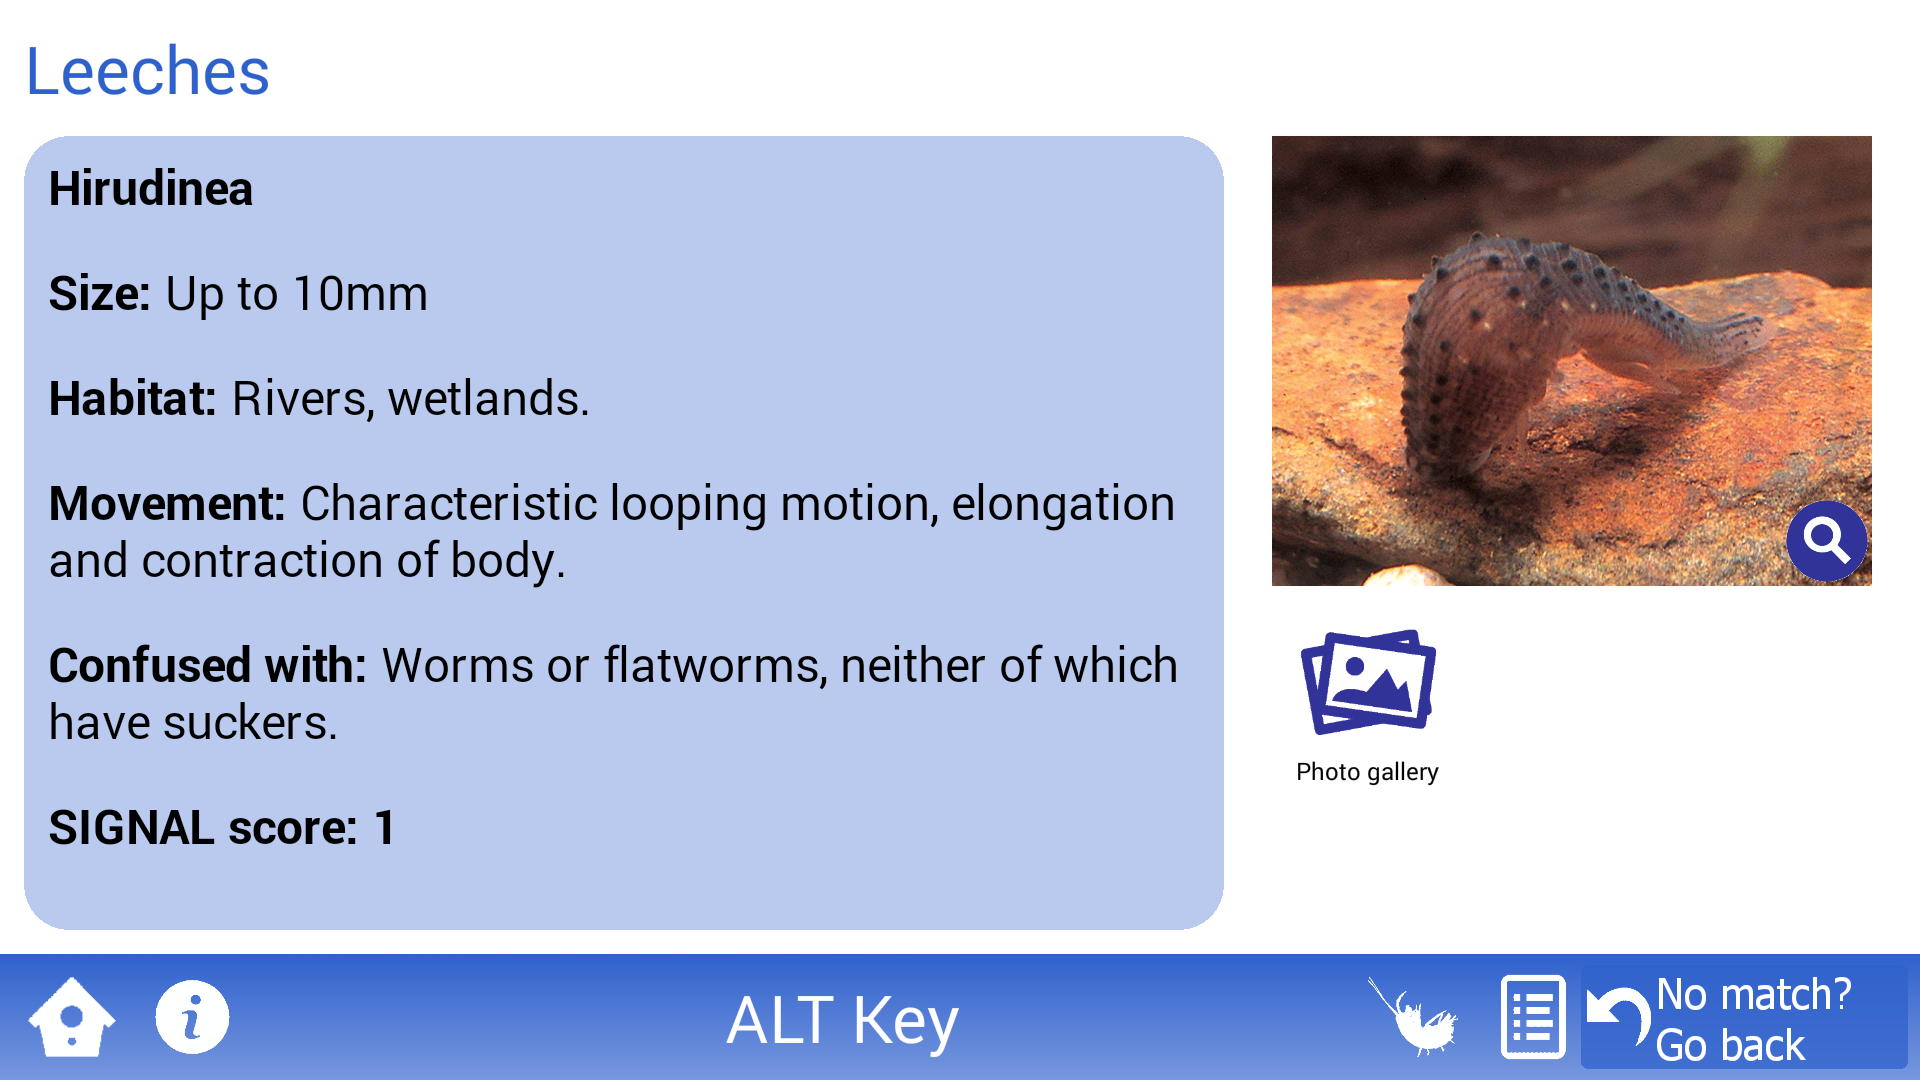 Leeches
Hirudinea
Size: Up to 10mm
Habitat: Rivers, wetlands.
Movement: Characteristic looping motion, elongation
and contraction of body.
Confused with: Worms or flatworms, neither of which
have suckers.
SIGNAL score: 1
Photo gallery
i
ALT Key
No match?
Go back